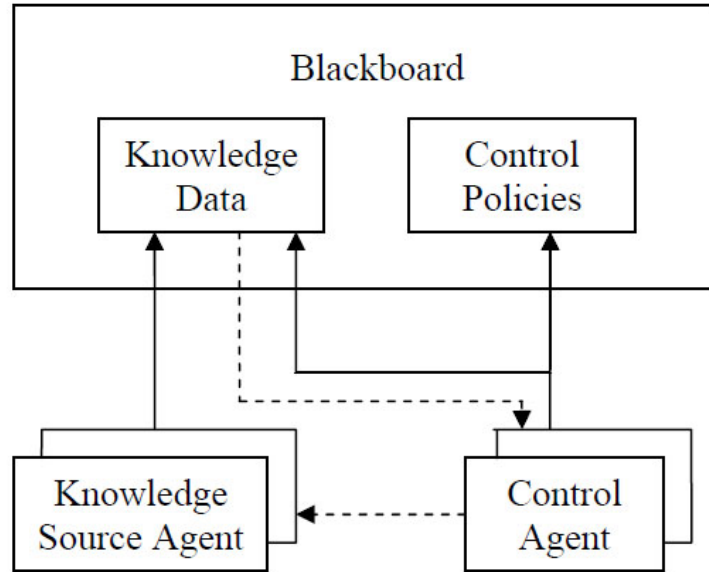 Blackboard
Knowledge
Data
Control
Policies
Knowledge
Source Agent
Control
Agent